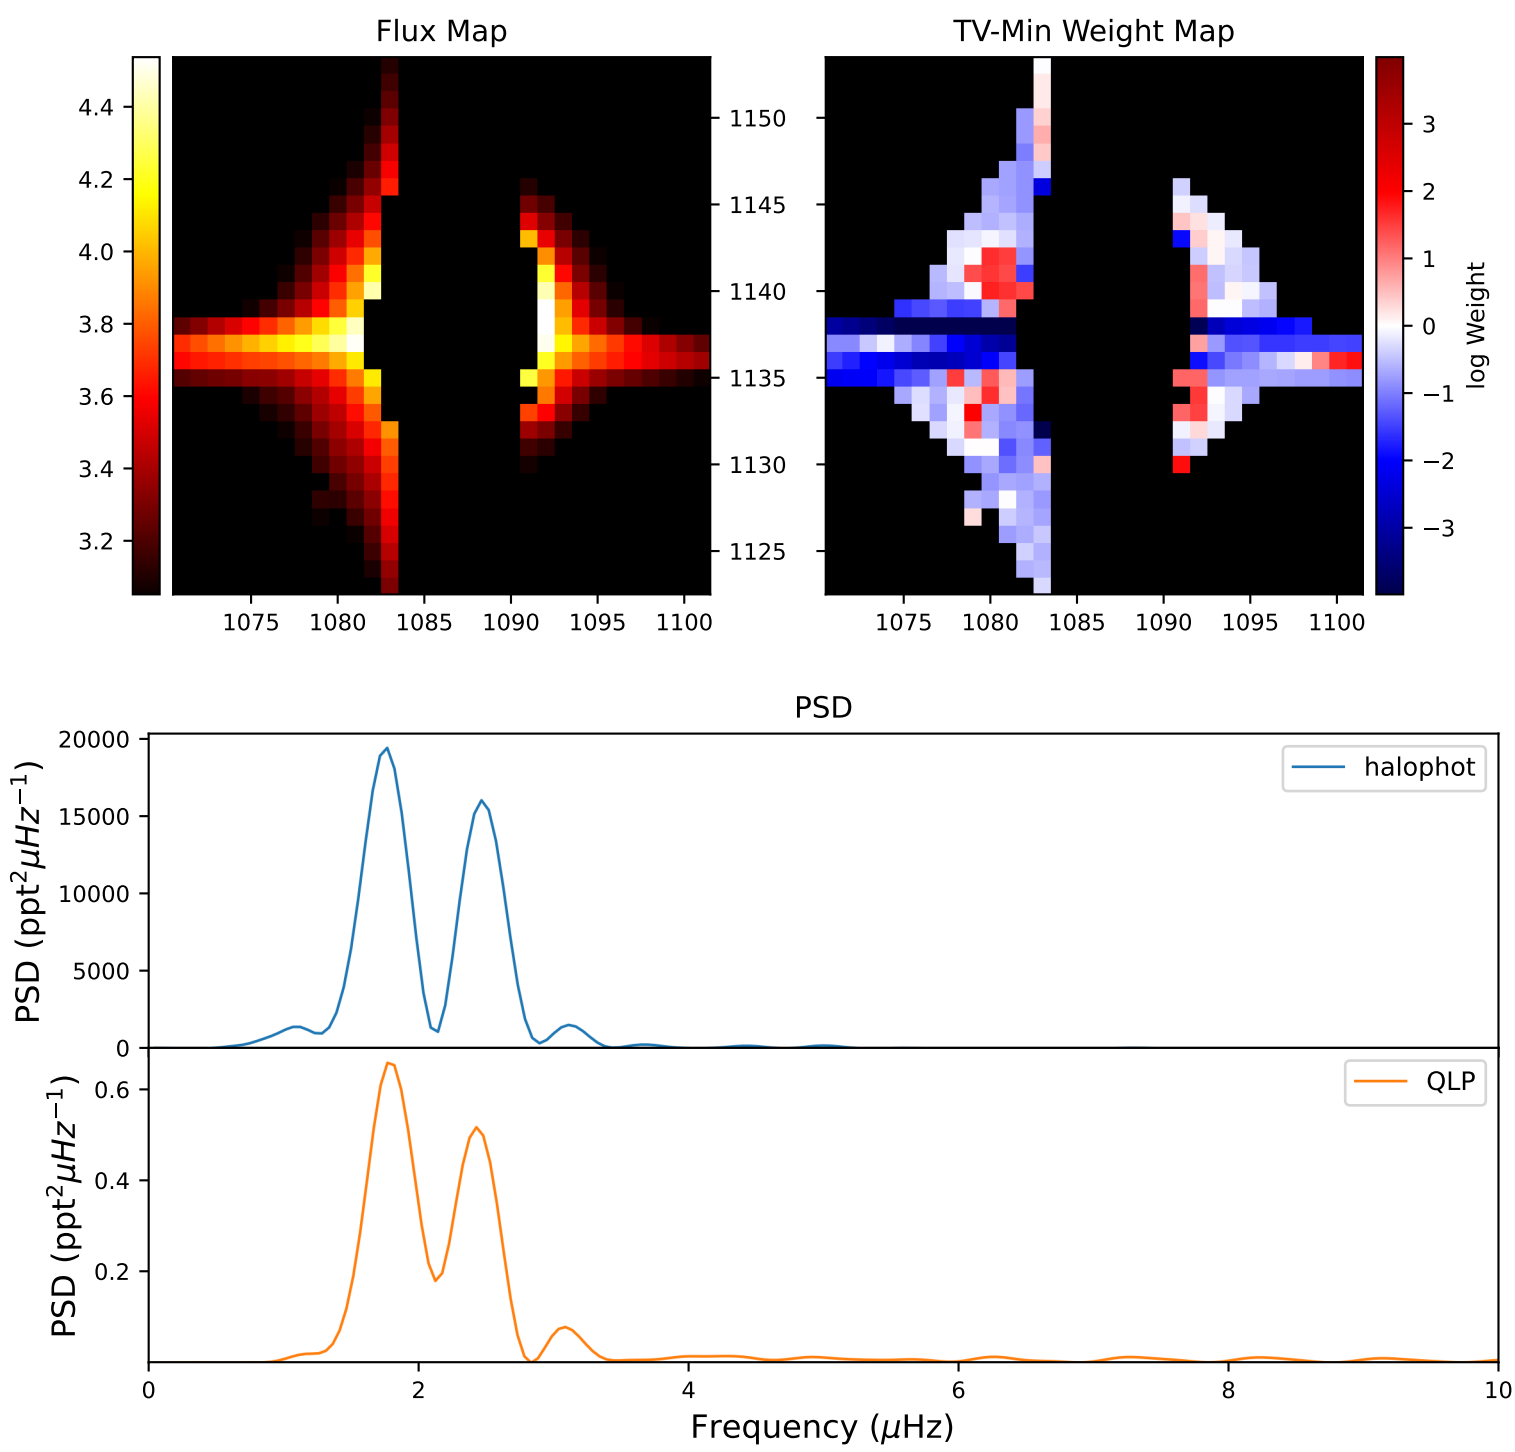 Flux Map
TV-Min Weight Map
4.4
4.2
4.0
3.8
3.6
3.4
3.2
1150
1145
1140
1135
1130
1125
3
2
1
0
−1
−2
−3
log Weight
1075 1080 1085 1090 1095 1100
1075 1080 1085 1090 1095 1100
PSD
20000
15000
10000
5000
0
PSD (ppt²μHz⁻¹)
halophot
0.6
0.4
0.2
PSD (ppt²μHz⁻¹)
QLP
0 2 4 6 8 10
Frequency (μHz)